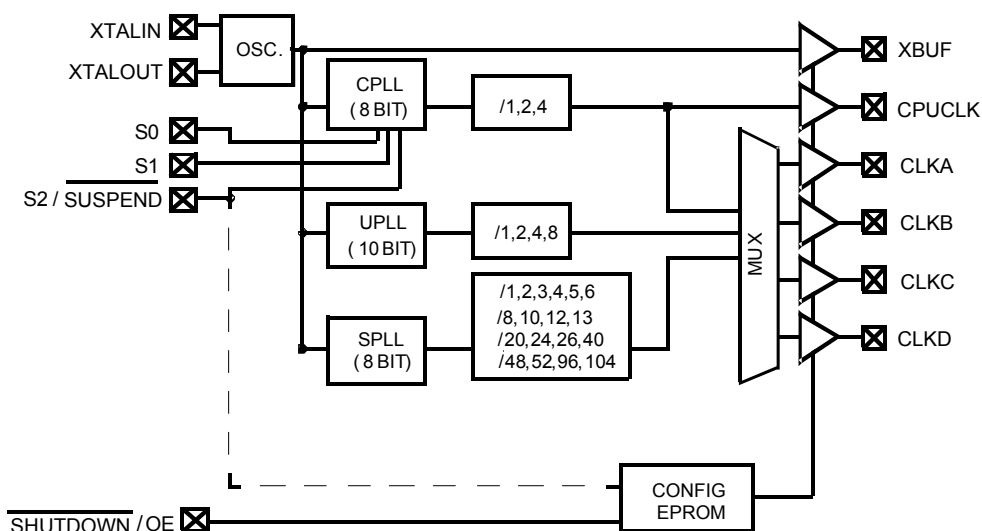 XTALIN
XTALOUT
OSC.
XBUF
CPLL
( 8 BIT)
/1,2,4
CPUCLK
S0
S1
S2 / SUSPEND
CLKA
UPLL
( 10 BIT)
/1,2,4,8
MUX
CLKB
CLKC
SPLL
( 8 BIT)
/1,2,3,4,5,6
/8,10,12,13
/20,24,26,40
/48,52,96,104
CLKD
CONFIG
EPROM
SHUTDOWN / OE